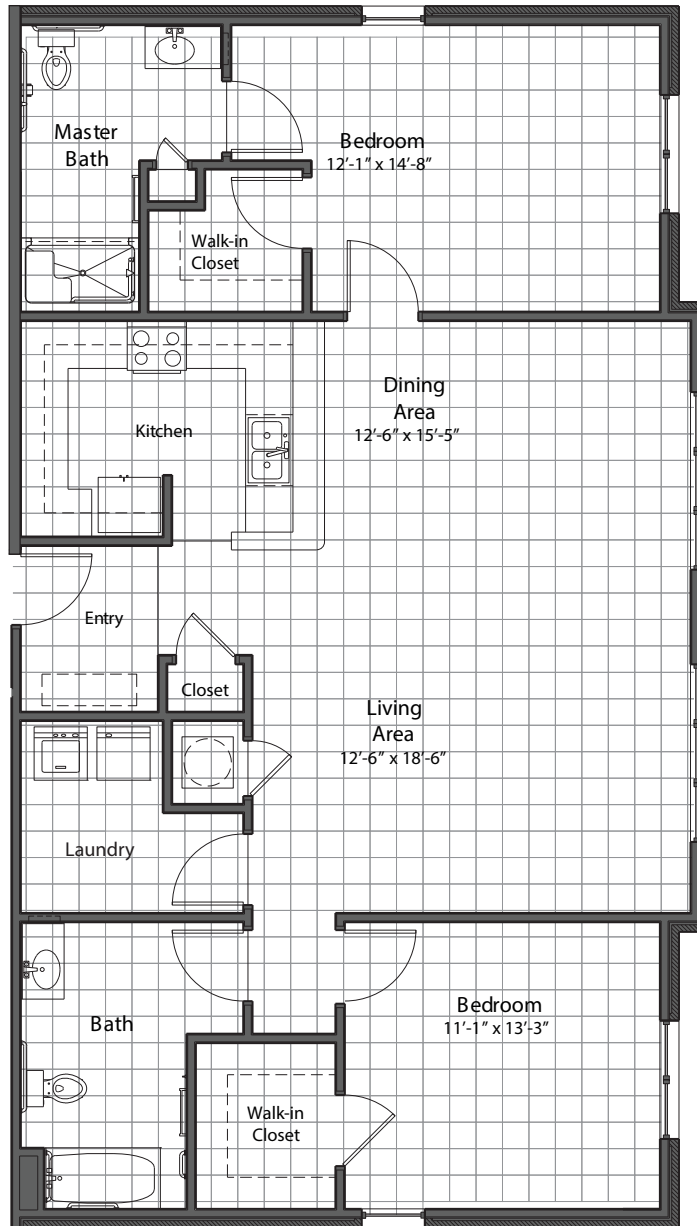 Master
Bath
Bedroom
12’-1” x 14’-8”
Walk-in
Closet
Dining
Area
12’-6” x 15’-5”
Kitchen
Entry
Closet
Living
Area
12’-6” x 18’-6”
Laundry
Bath
Bedroom
11’-1” x 13’-3”
Walk-in
Closet